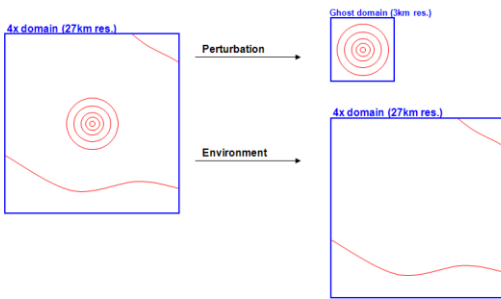 4x domain (27km res.)
Perturbation
Ghost domain (3km res.)
Environment
4x domain (27km res.)